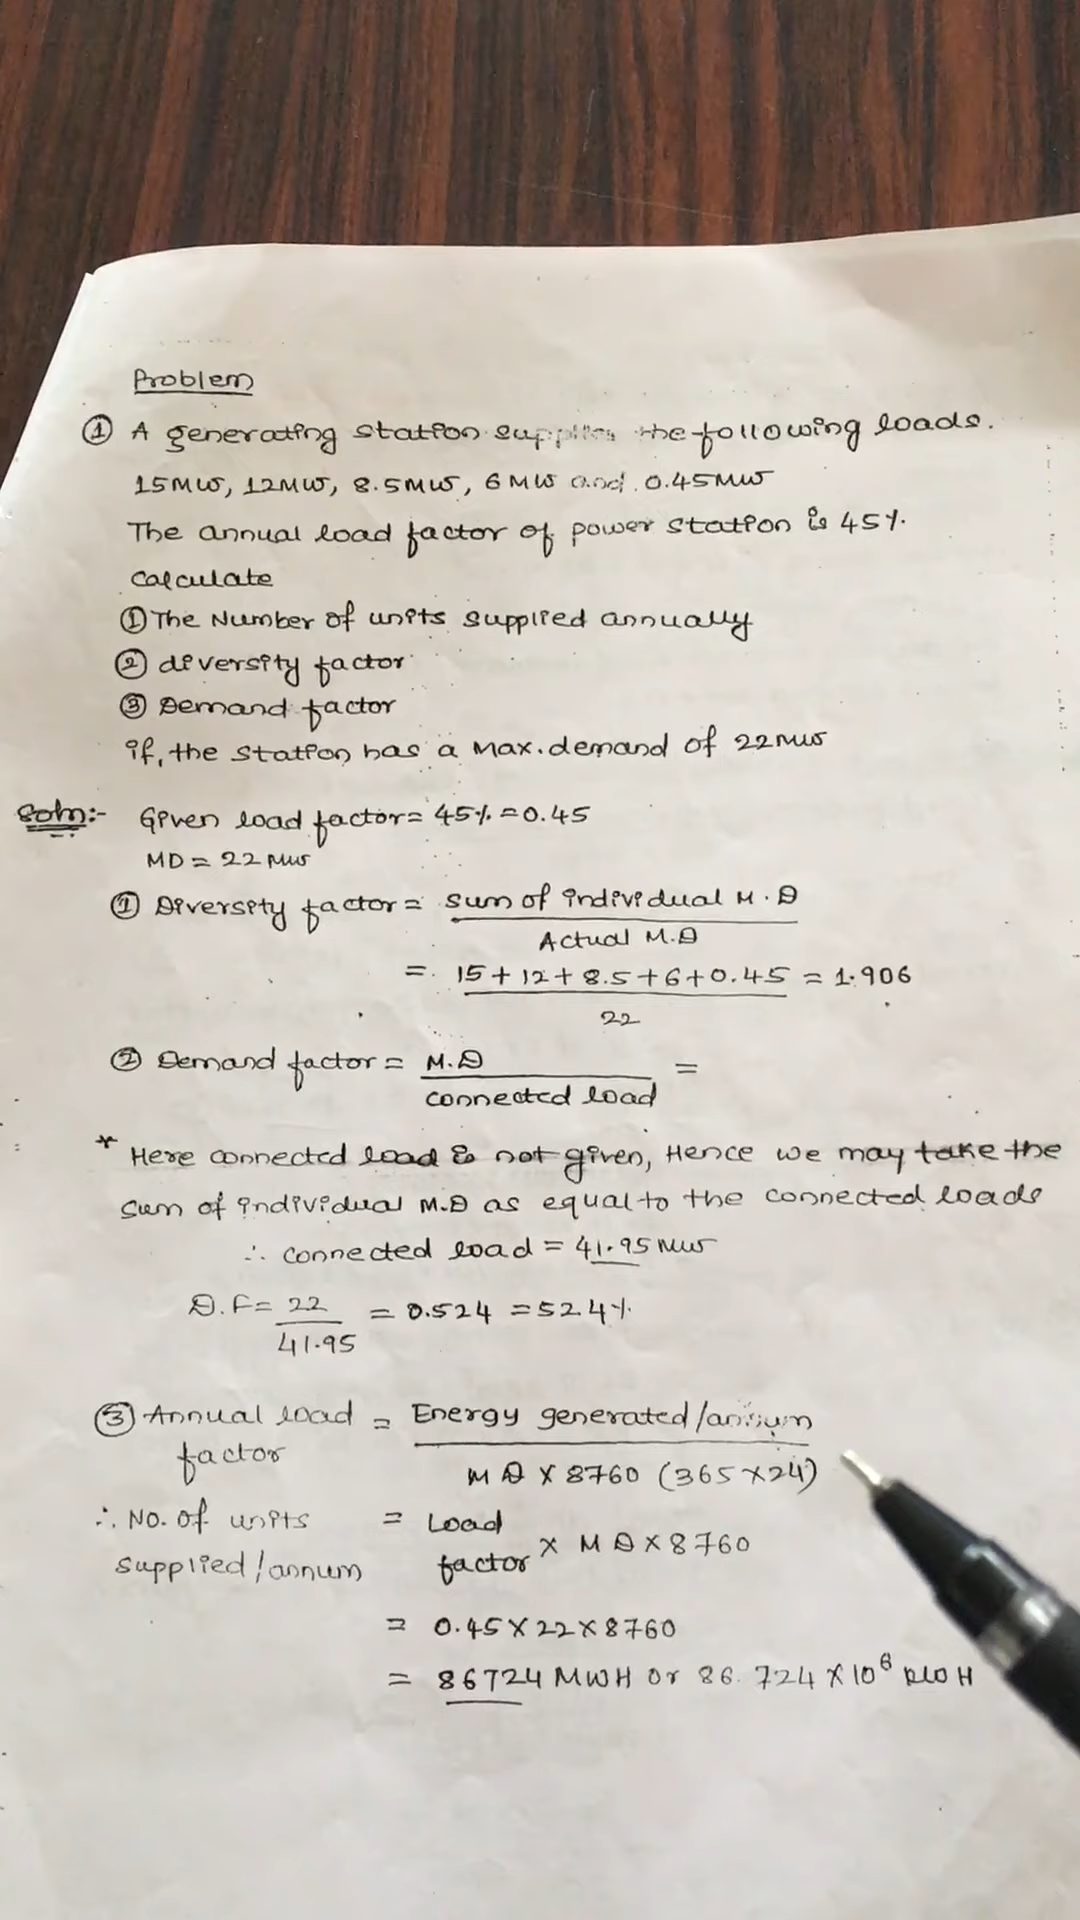 Problem
① A generating station supplies the following loads.
15MW, 12MW, 8.5MW, 6MW and 0.45MW
The annual load factor of power station is 45%.
calculate
① The Number of units supplied annually
② diversity factor
③ Demand factor
if, the station has a Max. demand of 22MW
Soln:- Given load factor = 45% = 0.45
MD = 22 MW
① Diversity factor = sum of individual M.D
Actual M.D
= 15+12+8.5+6+0.45 = 1.906
22
② Demand factor = M.D =
connected load
* Here connected load is not given, Hence we may take the
sum of individual M.D as equal to the connected loads
∴ connected load = 41.95 MW
D.F = 22 = 0.524 = 52.4%
41.95
③ Annual load = Energy generated/annum
factor
MD × 8760 (365×24)
∴ No. of units = Load
supplied/annum factor × MD × 8760
= 0.45 × 22 × 8760
= 86724 MWH or 86.724 × 10⁶ KWH